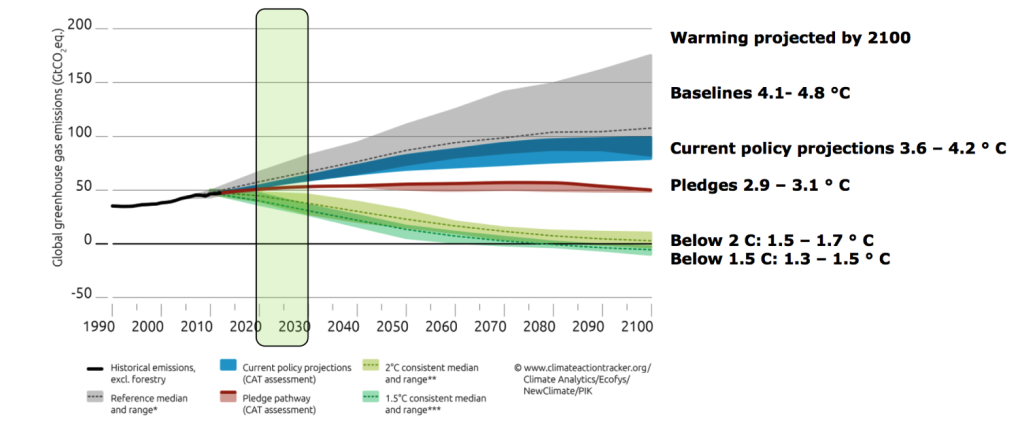 Global greenhouse gas emissions (GtCO2eq.)
200
150
100
50
0
-50
1990 2000 2010 2020 2030 2040 2050 2060 2070 2080 2090 2100
Warming projected by 2100
Baselines 4.1- 4.8 °C
Current policy projections 3.6 – 4.2 ° C
Pledges 2.9 – 3.1 ° C
Below 2 C: 1.5 – 1.7 ° C
Below 1.5 C: 1.3 – 1.5 ° C
Historical emissions,
excl. forestry
Reference median
and range*
Current policy projections
(CAT assessment)
Pledge pathway
(CAT assessment)
2°C consistent median
and range**
1.5°C consistent median
and range***
© www.climateactiontracker.org/
Climate Analytics/Ecofys/
NewClimate/PIK